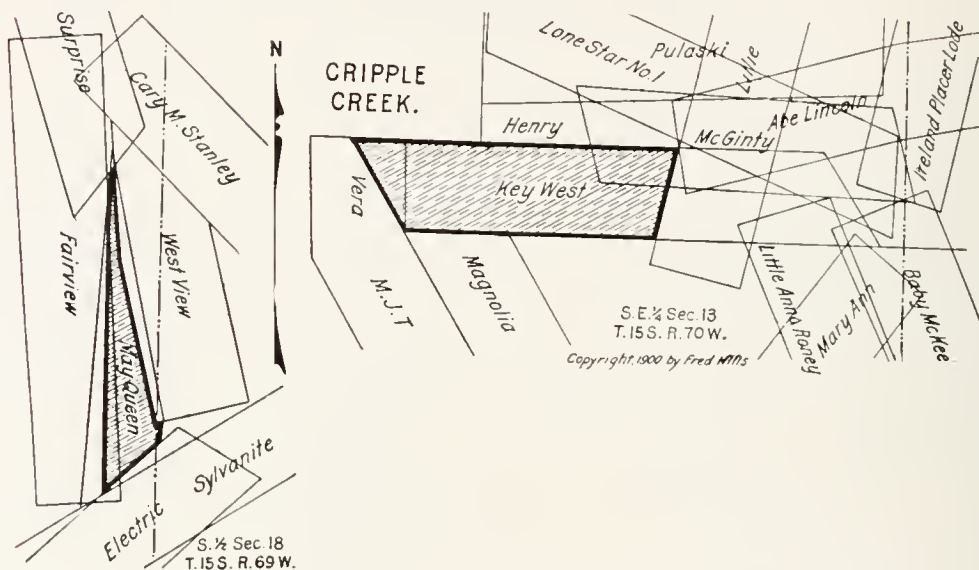 Surprise
Cary M. Stanley
Fairview
West View
May Queen
Electric
Sylvanite
S. ½ Sec. 18
T. 15 S. R. 69 W.
N
CRIPPLE
CREEK.
Lone Star No. 1
Pulaski
Abe Lincoln
Ireland Placer Lode
Henry
McGinty
Vera
Key West
M. J. T
Magnolia
Little Anna Roney
Mary Ann
Baby McKee
S. E. ¼ Sec. 13
T. 15 S. R. 70 W.
Copyright, 1900 by Fred Mills